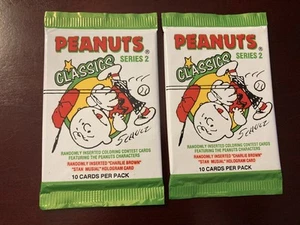 PEANUTS®
CLASSICS
SERIES 2
Schulz
RANDOMLY INSERTED COLORING CONTEST CARDS
FEATURING THE PEANUTS CHARACTERS
RANDOMLY INSERTED "CHARLIE BROWN"
"STAN MUSIAL" HOLOGRAM CARD
10 CARDS PER PACK
PEANUTS®
CLASSICS
SERIES 2
Schulz
RANDOMLY INSERTED COLORING CONTEST CARDS
FEATURING THE PEANUTS CHARACTERS
RANDOMLY INSERTED "CHARLIE BROWN"
"STAN MUSIAL" HOLOGRAM CARD
10 CARDS PER PACK